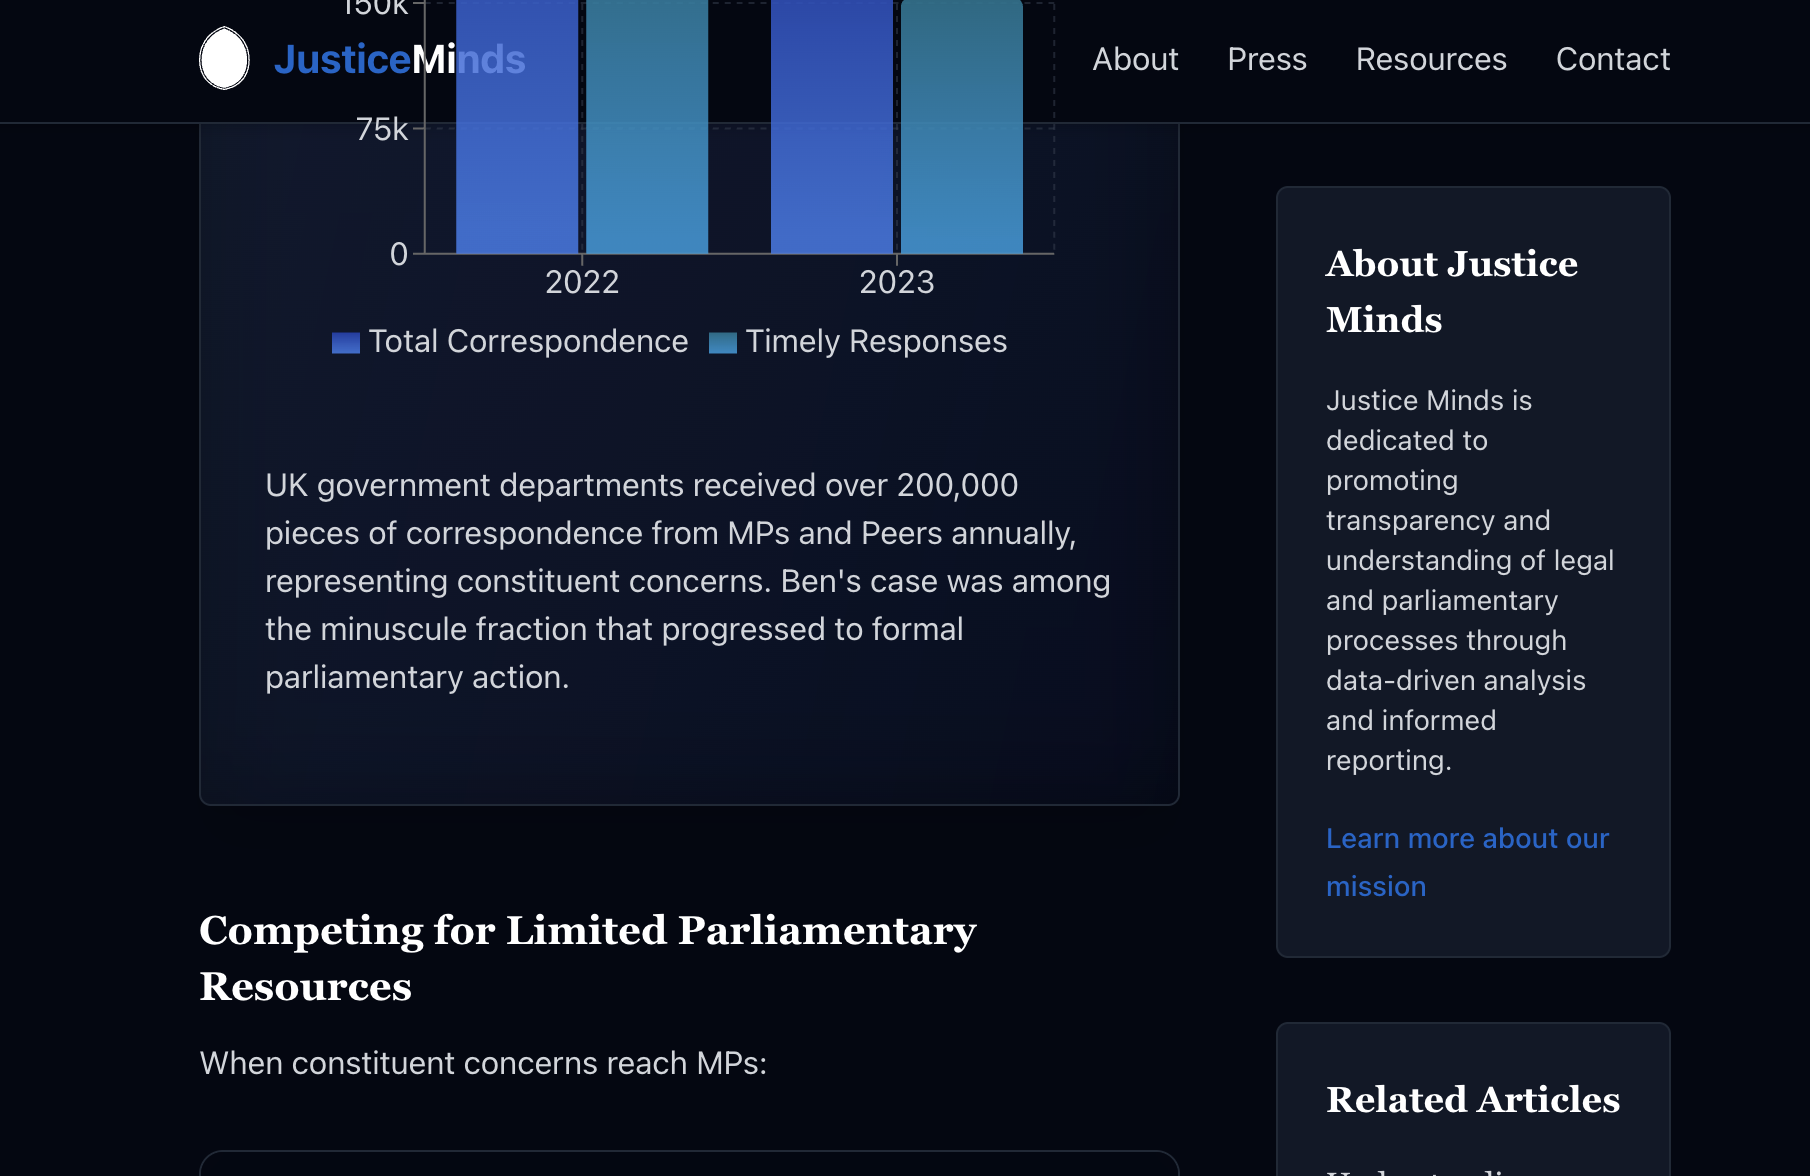 150k
JusticeMinds
About Press Resources Contact
75k
0
2022 2023
Total Correspondence Timely Responses
UK government departments received over 200,000
pieces of correspondence from MPs and Peers annually,
representing constituent concerns. Ben's case was among
the minuscule fraction that progressed to formal
parliamentary action.
Competing for Limited Parliamentary
Resources
When constituent concerns reach MPs:
About Justice
Minds
Justice Minds is
dedicated to
promoting
transparency and
understanding of legal
and parliamentary
processes through
data-driven analysis
and informed
reporting.
Learn more about our
mission
Related Articles